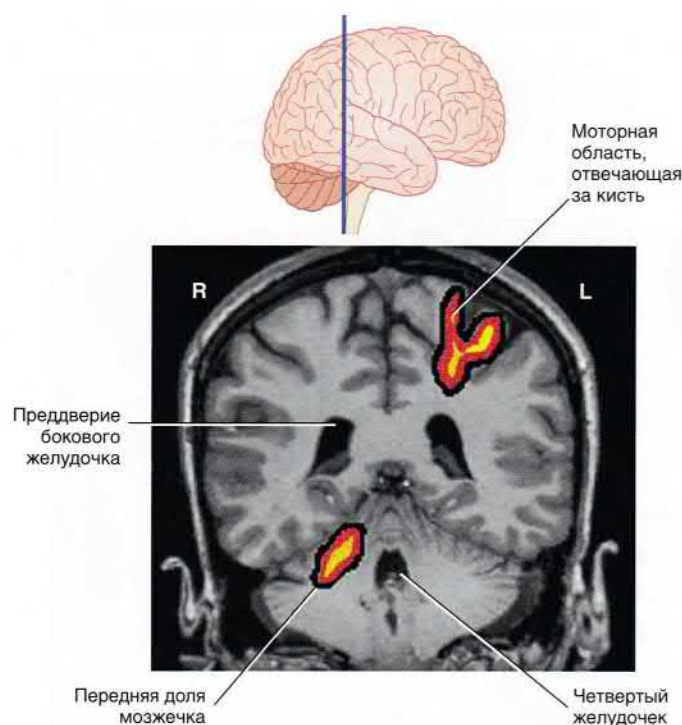 Моторная
область,
отвечающая
за кисть
R
L
Преддверие
бокового
желудочка
Передняя доля
мозжечка
Четвертый
желудочек